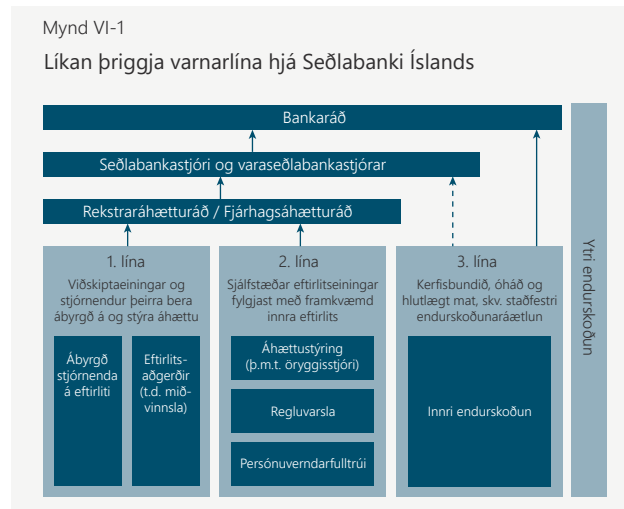 Mynd VI-1
Líkan þriggja varnarlína hjá Seðlabanki Íslands
Bankaráð
Seðlabankastjóri og varaseðlabankastjórar
Rekstraráhætturáð / Fjárhagsáhætturáð
1. lína
Viðskiptaeiningar og
stjórnendur þeirra bera
ábyrgð á og stýra áhættu
Ábyrgð
stjórnenda
á eftirliti
Eftirlits-
aðgerðir
(t.d. mið-
vinnsla)
2. lína
Sjálfstæðar eftirlitseiningar
fylgjast með framkvæmd
innra eftirlits
Áhættustýring
(þ.m.t. öryggisstjóri)
Regluvarsla
Persónuverndarfulltrúi
3. lína
Kerfisbundið, óháð og
hlutlægt mat, skv. staðfestri
endurskoðunaráætlun
Innri endurskoðun
Ytri endurskoðun